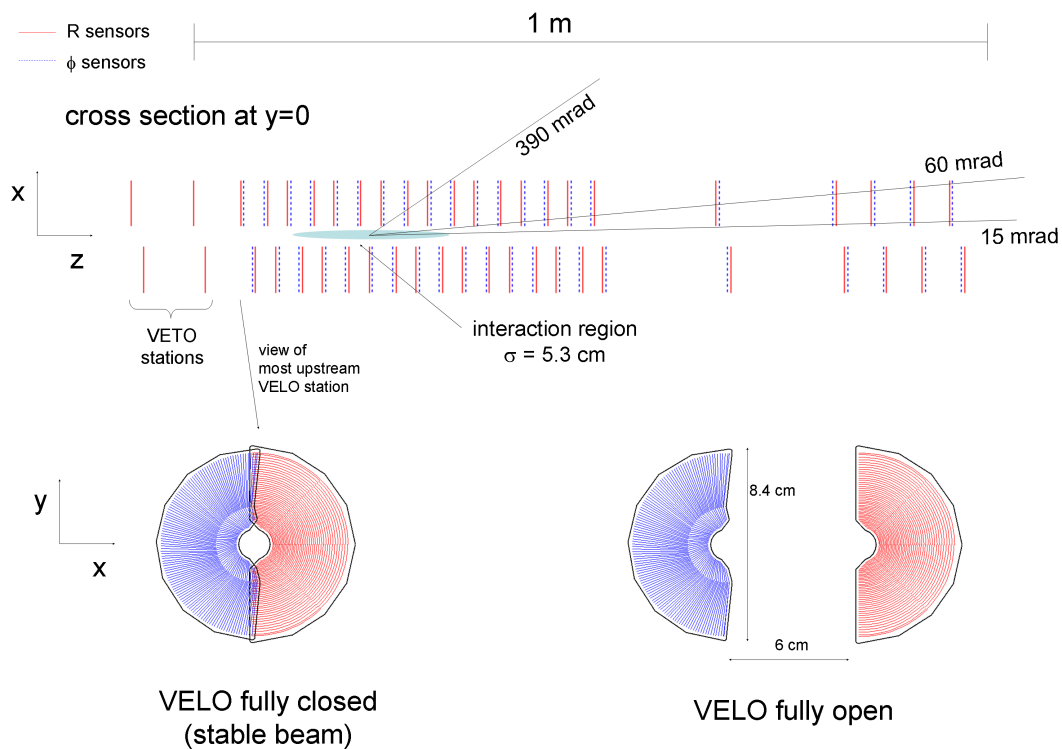 R sensors
ϕ sensors
1 m
cross section at y=0
390 mrad
60 mrad
15 mrad
x
z
VETO
stations
view of
most upstream
VELO station
interaction region
σ = 5.3 cm
y
x
8.4 cm
6 cm
VELO fully closed
(stable beam)
VELO fully open